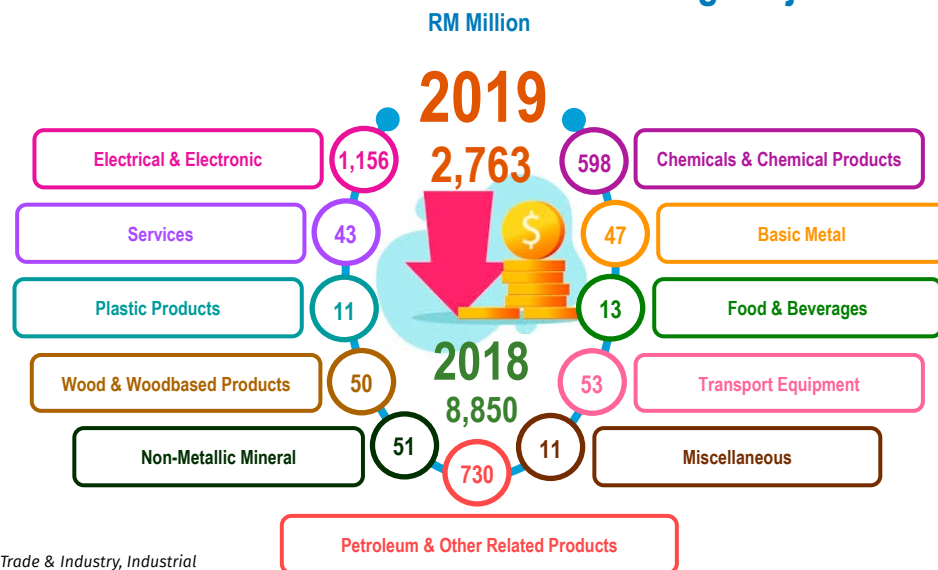 RM Million
2019
2,763
Electrical & Electronic
1,156
598
Chemicals & Chemical Products
Services
43
47
Basic Metal
Plastic Products
11
13
Food & Beverages
2018
8,850
Wood & Woodbased Products
50
53
Transport Equipment
Non-Metallic Mineral
51
11
Miscellaneous
730
Petroleum & Other Related Products
Trade & Industry, Industrial
$